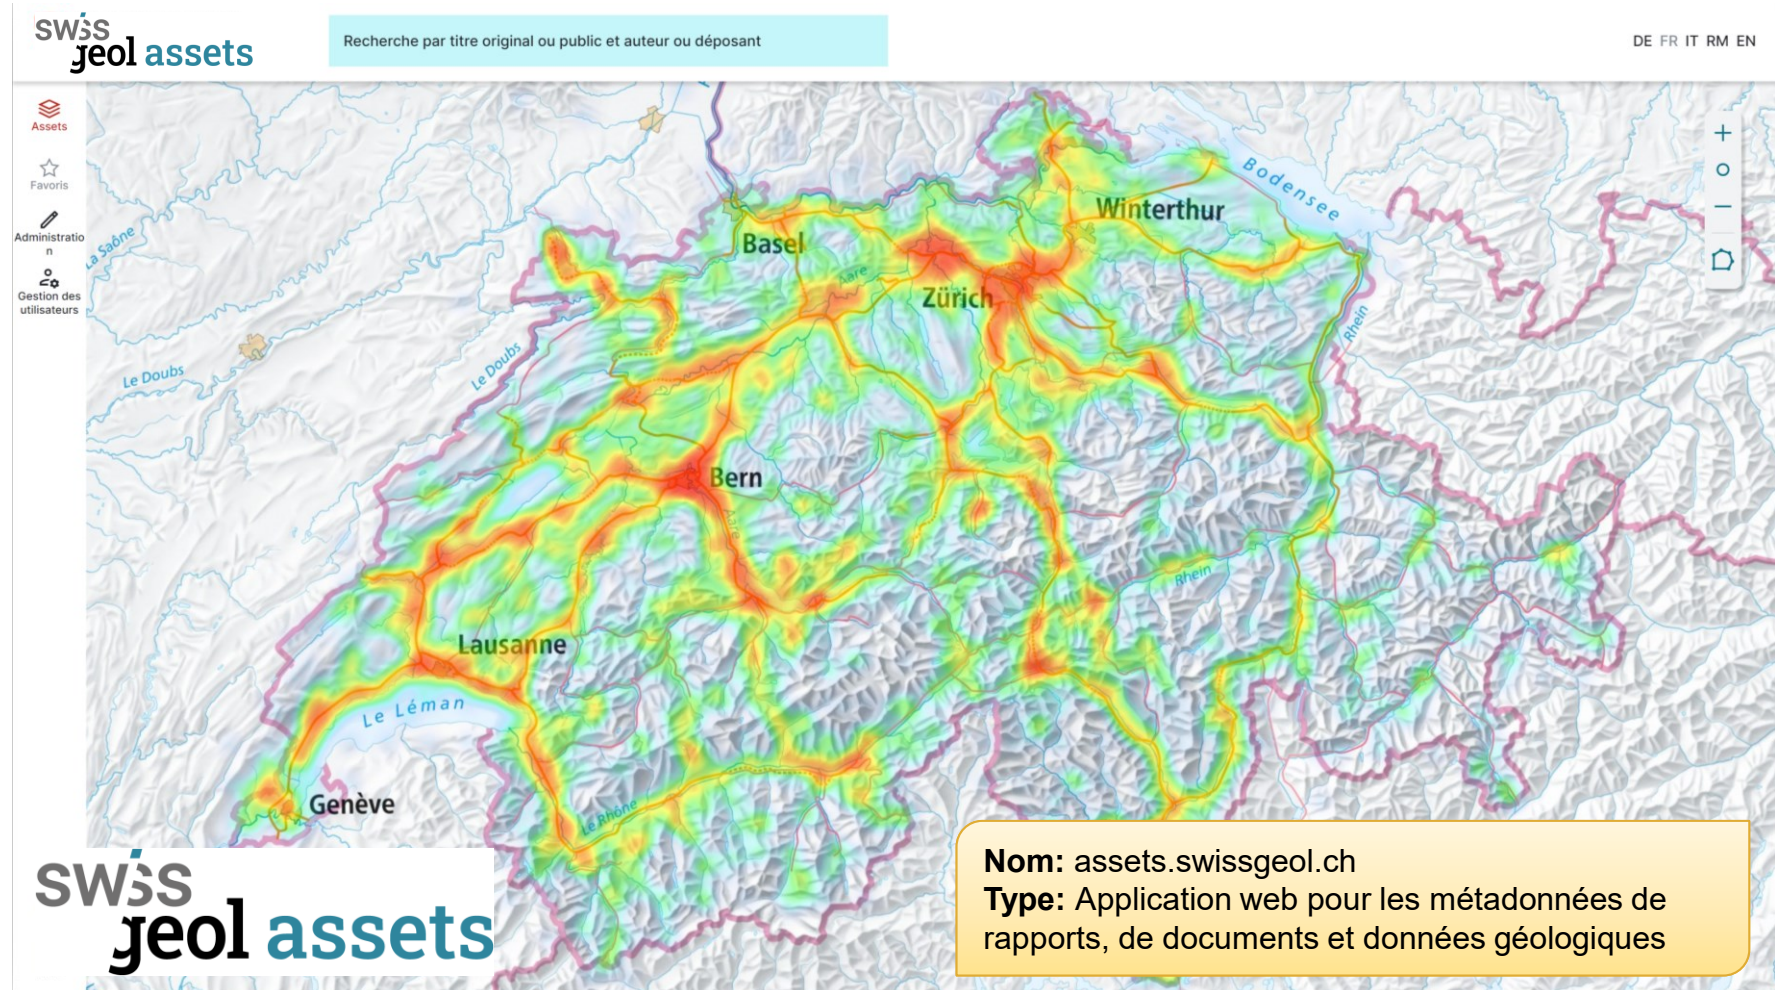 swiss
geol assets
Recherche par titre original ou public et auteur ou déposant
DE FR IT RM EN
Assets
Favoris
Administratio
n
Gestion des
utilisateurs
La Saône
Le Doubs
Le Doubs
Basel
Aare
Zürich
Winterthur
Bodensee
Rhein
Bern
Aare
Rhein
Lausanne
Le Léman
Genève
Le Rhône
swiss
geol assets
Nom: assets.swissgeol.ch
Type: Application web pour les métadonnées de
rapports, de documents et données géologiques